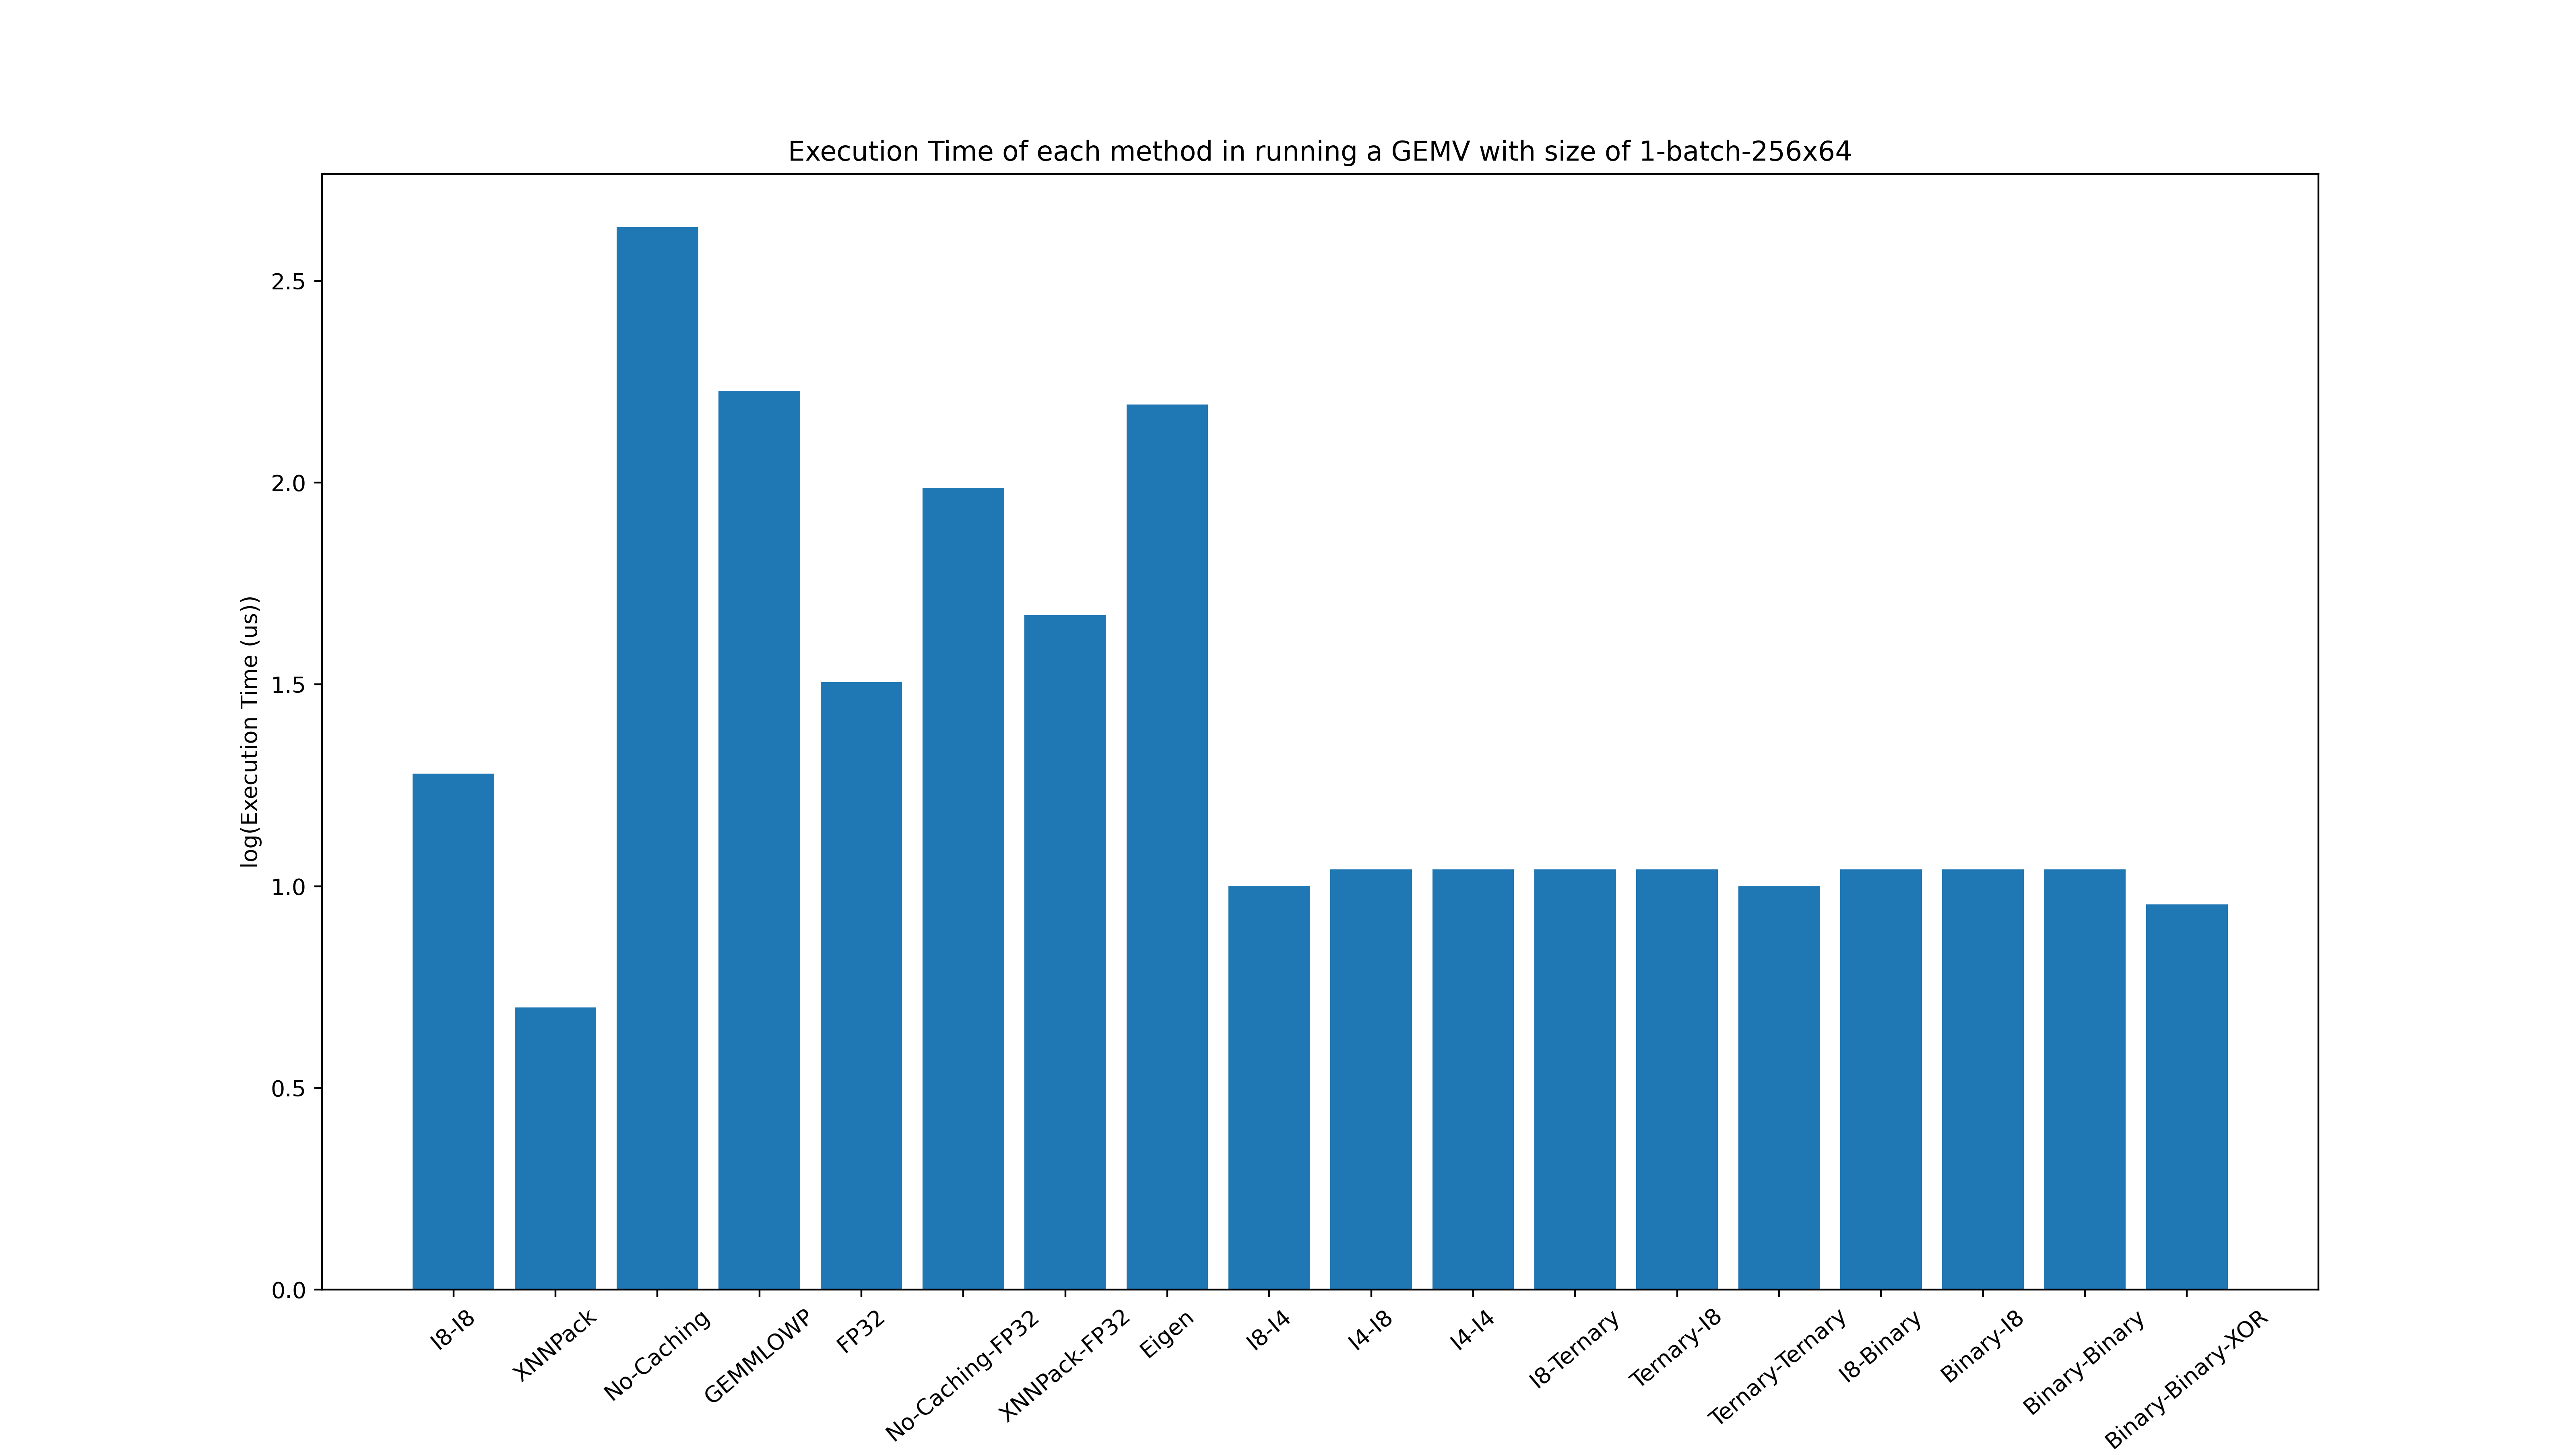 Execution Time of each method in running a GEMV with size of 1-batch-256x64
log(Execution Time (us))
2.5
2.0
1.5
1.0
0.5
0.0
I8-I8
XNNPack
No-Caching
GEMMLOWP
FP32
No-Caching-FP32
XNNPack-FP32
Eigen
I8-I4
I4-I8
I4-I4
I8-Ternary
Ternary-I8
Ternary-Ternary
I8-Binary
Binary-I8
Binary-Binary
Binary-Binary-XOR